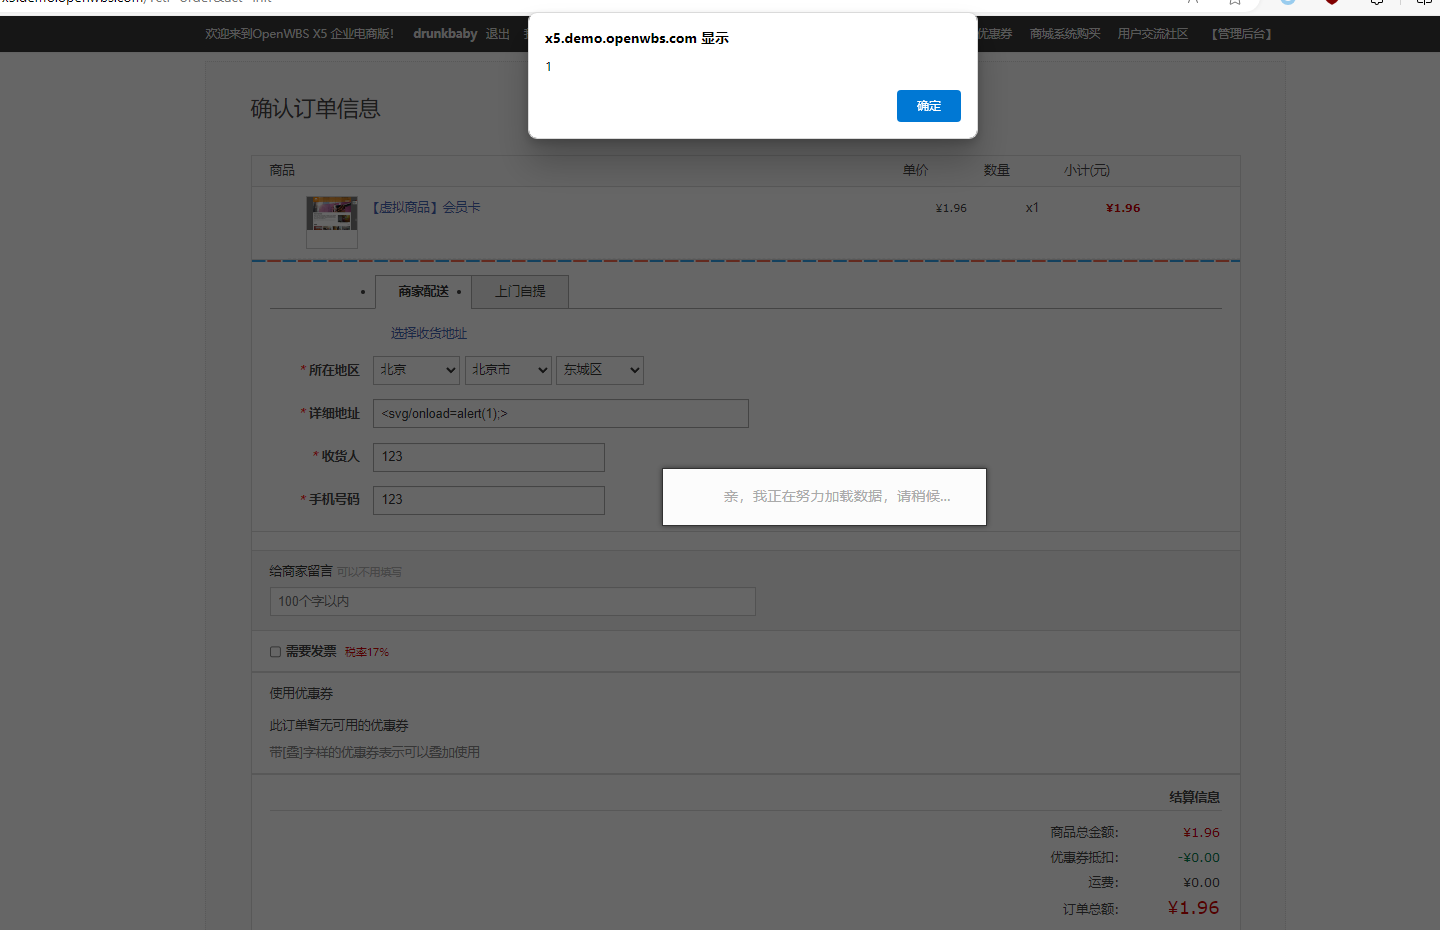 x5.demo.openwbs.com 显示
1
确定
欢迎来到OpenWBS X5 企业电商版! drunkbaby 退出
优惠券 商城系统购买 用户交流社区 【管理后台】
确认订单信息
商品 单价 数量 小计(元)
【虚拟商品】会员卡 ¥1.96 x1 ¥1.96
商家配送 上门自提
选择收货地址
* 所在地区 北京 北京市 东城区
* 详细地址 <svg/onload=alert(1);>
* 收货人 123
* 手机号码 123
亲，我正在努力加载数据，请稍候...
给商家留言 可以不用填写
100个字以内
需要发票 税率17%
使用优惠券
此订单暂无可用的优惠券
带[叠]字样的优惠券表示可以叠加使用
结算信息
商品总金额: ¥1.96
优惠券抵扣: -¥0.00
运费: ¥0.00
订单总额: ¥1.96